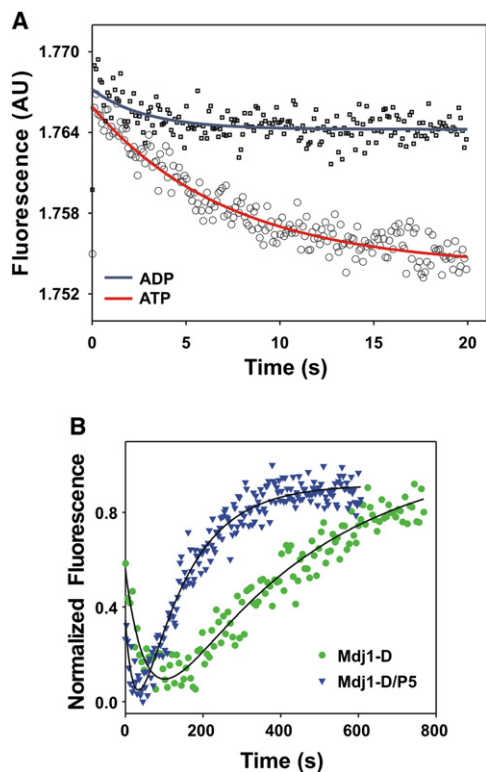 A
Fluorescence (AU)
1.770
1.764
1.758
1.752
ADP
ATP
0 5 10 15 20
Time (s)
B
Normalized Fluorescence
0.8
0.4
0.0
Mdj1-D
Mdj1-D/P5
0 200 400 600 800
Time (s)